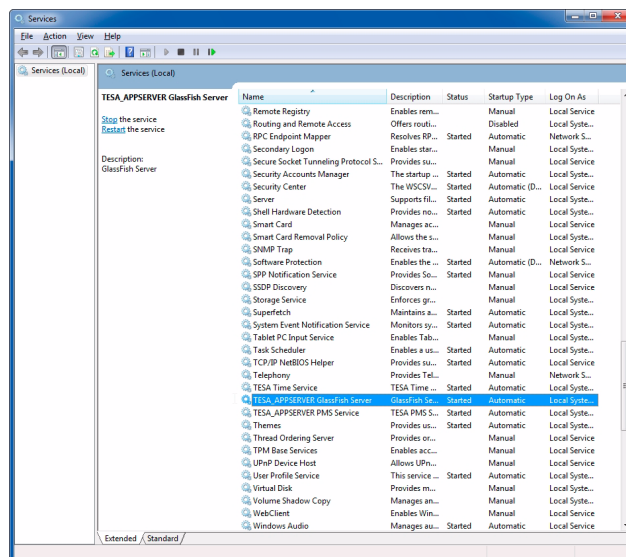 Services
File Action View Help
Services (Local)
Services (Local)
TESA_APPSERVER GlassFish Server
Stop the service
Restart the service
Description:
GlassFish Server
Name Description Status Startup Type Log On As
Remote Registry Enables rem... Manual Local Service
Routing and Remote Access Offers routi... Disabled Local Syste...
RPC Endpoint Mapper Resolves RP... Started Automatic Network S...
Secondary Logon Enables star... Manual Local Syste...
Secure Socket Tunneling Protocol S... Provides su... Manual Local Service
Security Accounts Manager The startup ... Started Automatic Local Syste...
Security Center The WSCSV... Started Automatic (D... Local Service
Server Supports fil... Started Automatic Local Syste...
Shell Hardware Detection Provides no... Started Automatic Local Syste...
Smart Card Manages ac... Manual Local Service
Smart Card Removal Policy Allows the s... Manual Local Syste...
SNMP Trap Receives tra... Manual Local Service
Software Protection Enables the ... Started Automatic (D... Network S...
SPP Notification Service Provides So... Started Manual Local Service
SSDP Discovery Discovers n... Manual Local Service
Storage Service Enforces gr... Manual Local Syste...
Superfetch Maintains a... Started Automatic Local Syste...
System Event Notification Service Monitors sy... Started Automatic Local Syste...
Tablet PC Input Service Enables Tab... Manual Local Syste...
Task Scheduler Enables a us... Started Automatic Local Syste...
TCP/IP NetBIOS Helper Provides su... Started Automatic Local Service
Telephony Provides Tel... Manual Network S...
TESA Time Service TESA Time ... Started Automatic Local Syste...
TESA_APPSERVER GlassFish Server GlassFish Se... Started Automatic Local Syste...
TESA_APPSERVER PMS Service TESA PMS S... Started Automatic Local Syste...
Themes Provides us... Started Automatic Local Syste...
Thread Ordering Server Provides or... Manual Local Service
TPM Base Services Enables acc... Manual Local Service
UPnP Device Host Allows UPn... Manual Local Service
User Profile Service This service ... Started Automatic Local Syste...
Virtual Disk Provides m... Manual Local Syste...
Volume Shadow Copy Manages an... Manual Local Syste...
WebClient Enables Win... Manual Local Service
Windows Audio Manages au... Started Automatic Local Service
Extended Standard